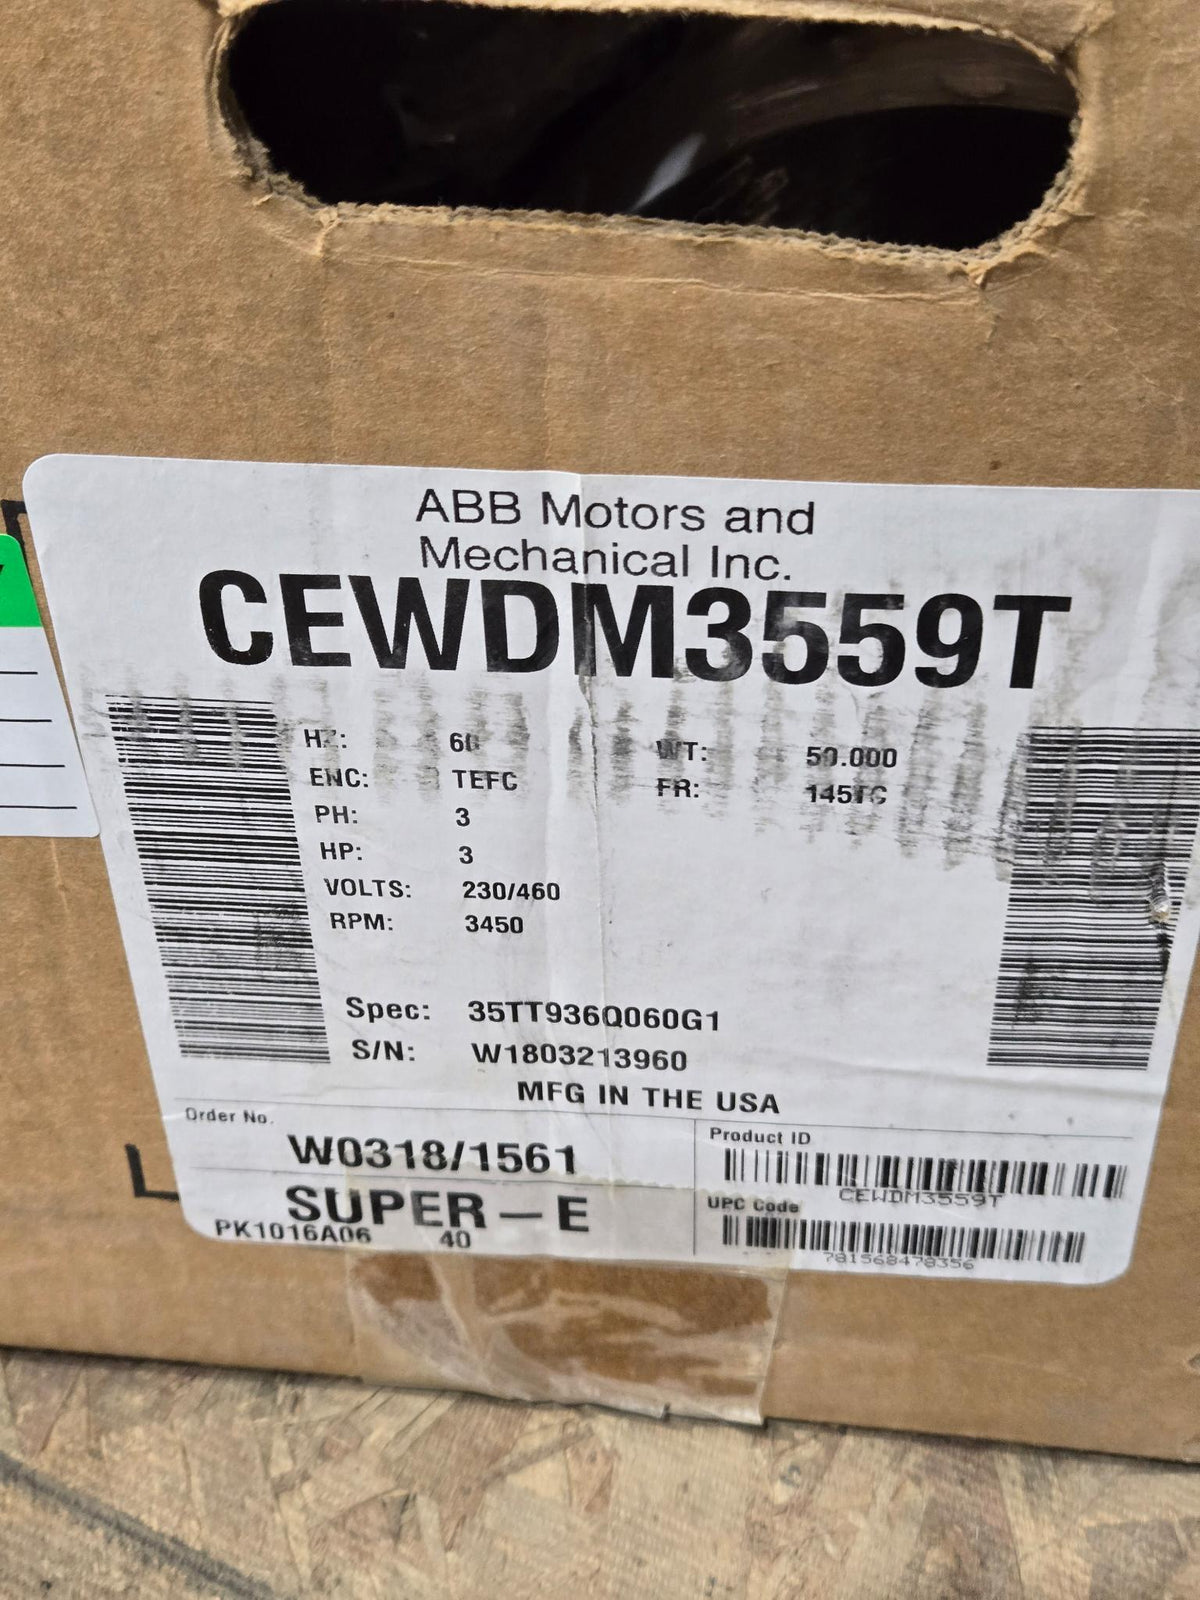 ABB Motors and
Mechanical Inc.
CEWDM3559T
HZ: 60 WT: 59.000
ENC: TEFC FR: 145TC
PH: 3
HP: 3
VOLTS: 230/460
RPM: 3450
Spec: 35TT936Q060G1
S/N: W1803213960
MFG IN THE USA
Order No.
W0318/1561
SUPER-E
PK1016A06 40
Product ID
CEWDM3559T
UPC Code
781568478356